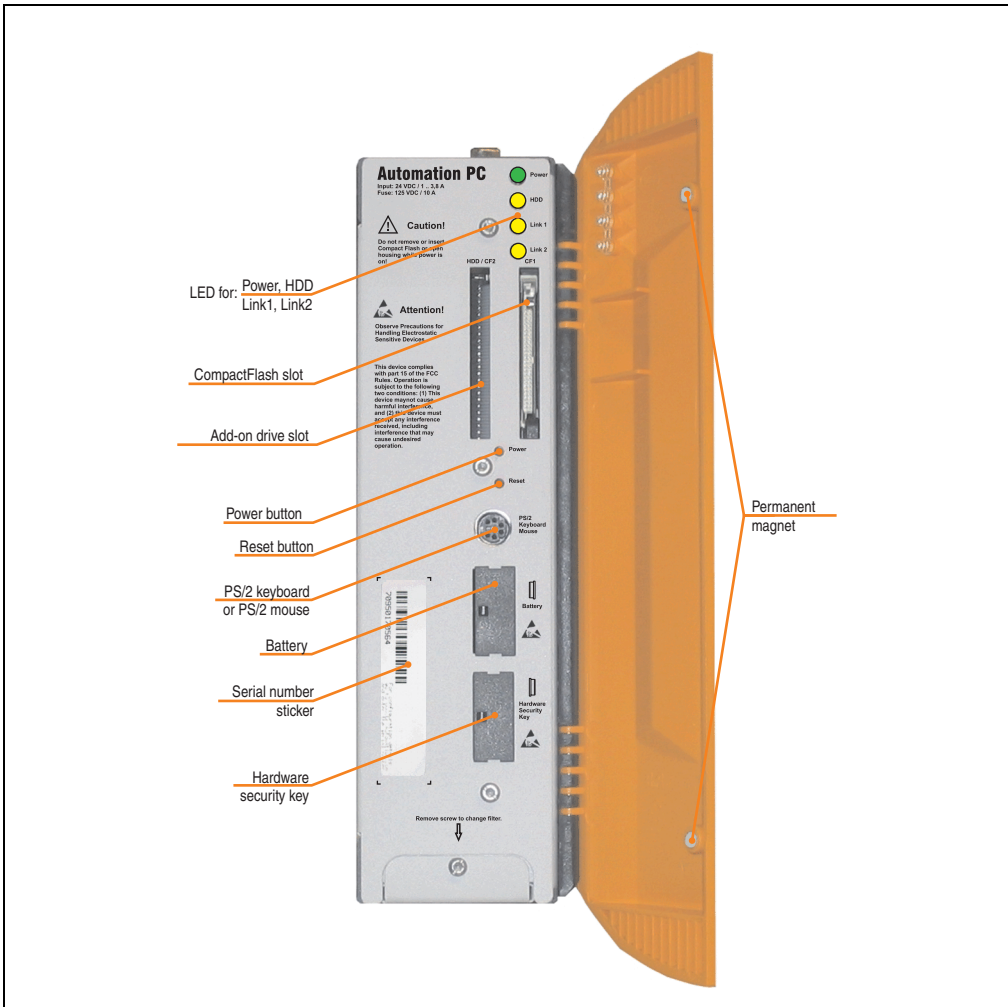 Automation PC
Input: 24 VDC / 1 .. 3,8 A
Fuse: 125 VDC / 10 A
Power
HDD
Link 1
Link 2
Caution!
Do not remove or insert
Compact Flash or open
housing while power is
on!
HDD / CF2
CF1
Attention!
Observe Precautions for
Handling Electrostatic
Sensitive Devices
This device complies
with part 15 of the FCC
Rules. Operation is
subject to the following
two conditions: (1) This
device maynot cause
harmful interference,
and (2) this device must
accept any interference
received, including
interference that may
cause undesired
operation.
Power
Reset
PS/2
Keyboard
Mouse
Battery
Hardware
Security
Key
Remove screw to change filter.
LED for: Power, HDD
Link1, Link2
CompactFlash slot
Add-on drive slot
Power button
Reset button
PS/2 keyboard
or PS/2 mouse
Battery
Serial number
sticker
Hardware
security key
Permanent
magnet